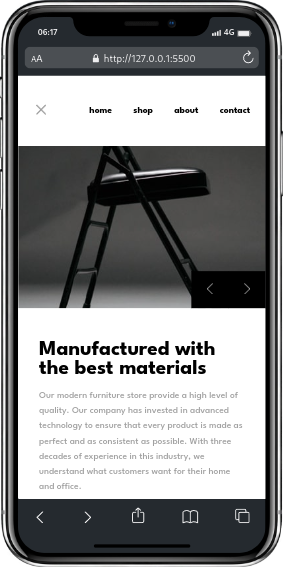 06:17 4G
AA http://127.0.0.1:5500
home shop about contact
Manufactured with
the best materials
Our modern furniture store provide a high level of
quality. Our company has invested in advanced
technology to ensure that every product is made as
perfect and as consistent as possible. With three
decades of experience in this industry, we
understand what customers want for their home
and office.